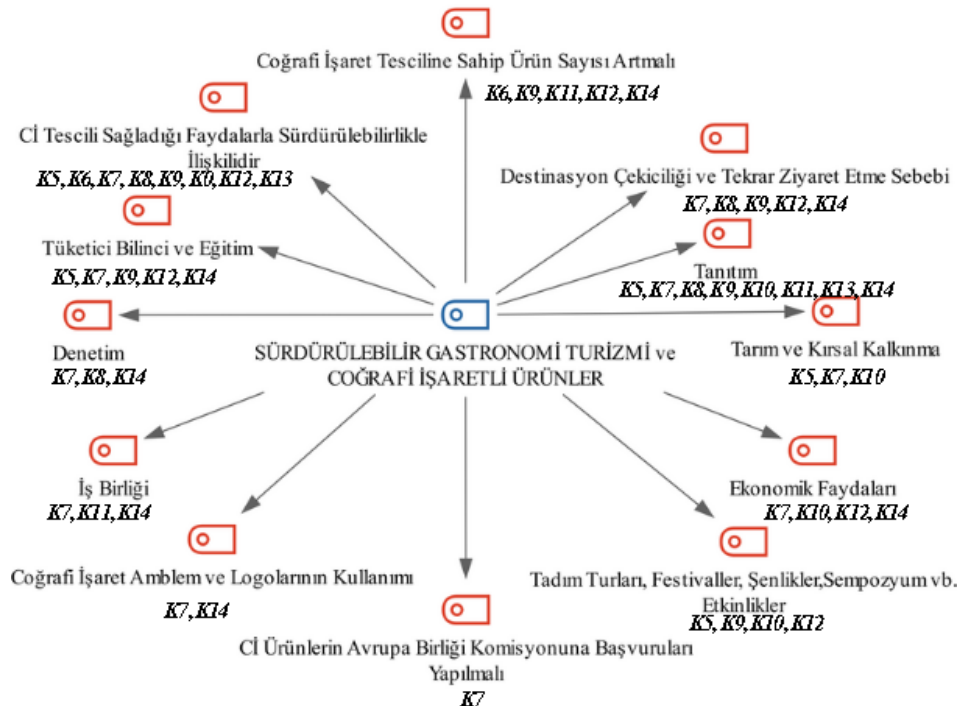 Coğrafi İşaret Tesciline Sahip Ürün Sayısı Artmalı
K6,K9,K11,K12,K14
Cİ Tescili Sağladığı Faydalarla Sürdürülebilirlikle
İlişkilidir
K5,K6,K7,K8,K9,K0,K12,K13
Destinasyon Çekiciliği ve Tekrar Ziyaret Etme Sebebi
K7,K8,K9,K12,K14
Tüketici Bilinci ve Eğitim
K5,K7,K9,K12,K14
Tanıtım
K5,K7,K8,K9,K10,K11,K13,K14
Denetim
K7,K8,K14
SÜRDÜRÜLEBİLİR GASTRONOMİ TURİZMİ ve
COĞRAFİ İŞARETLİ ÜRÜNLER
Tarım ve Kırsal Kalkınma
K5,K7,K10
İş Birliği
K7,K11,K14
Ekonomik Faydaları
K7,K10,K12,K14
Coğrafi İşaret Amblem ve Logolarının Kullanımı
K7,K14
Tadım Turları, Festivaller, Şenlikler,Sempozyum vb.
Etkinlikler
K5,K9,K10,K12
Cİ Ürünlerin Avrupa Birliği Komisyonuna Başvuruları
Yapılmalı
K7